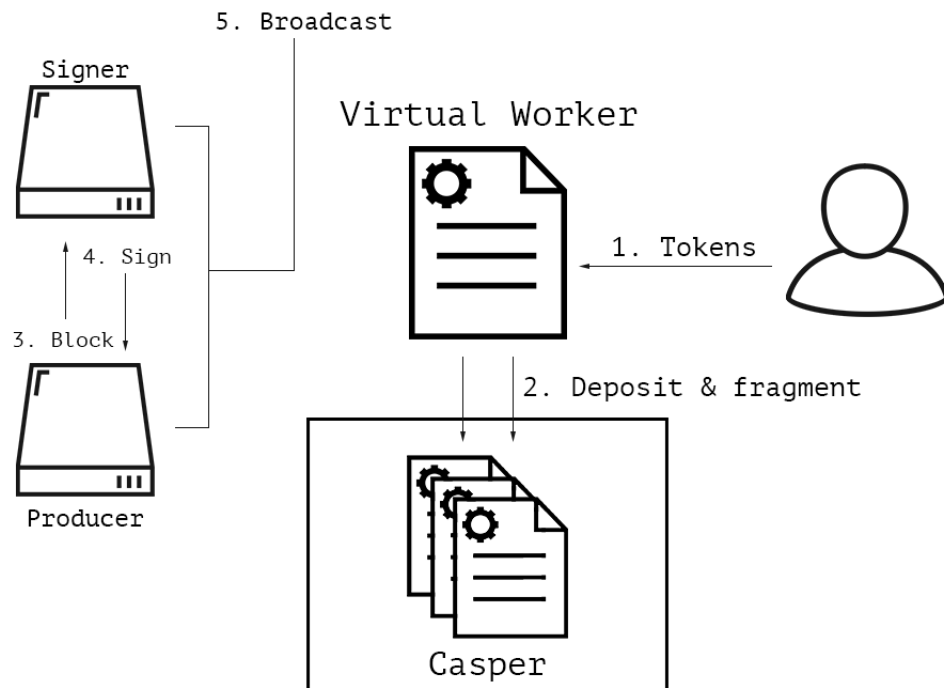 5. Broadcast
Signer
Virtual Worker
1. Tokens
4. Sign
3. Block
2. Deposit & fragment
Producer
Casper